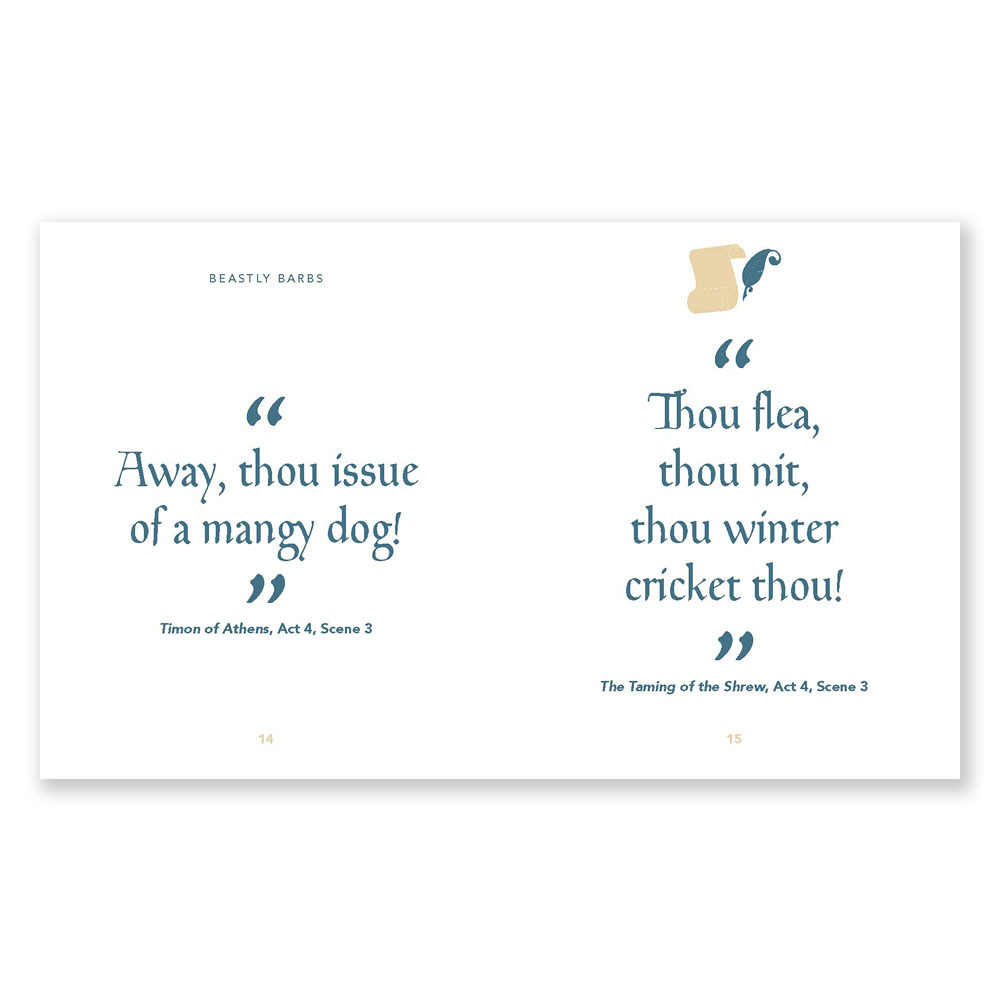 BEASTLY BARBS
“
Away, thou issue
of a mangy dog!
”
Timon of Athens, Act 4, Scene 3
14
“
Thou flea,
thou nit,
thou winter
cricket thou!
”
The Taming of the Shrew, Act 4, Scene 3
15